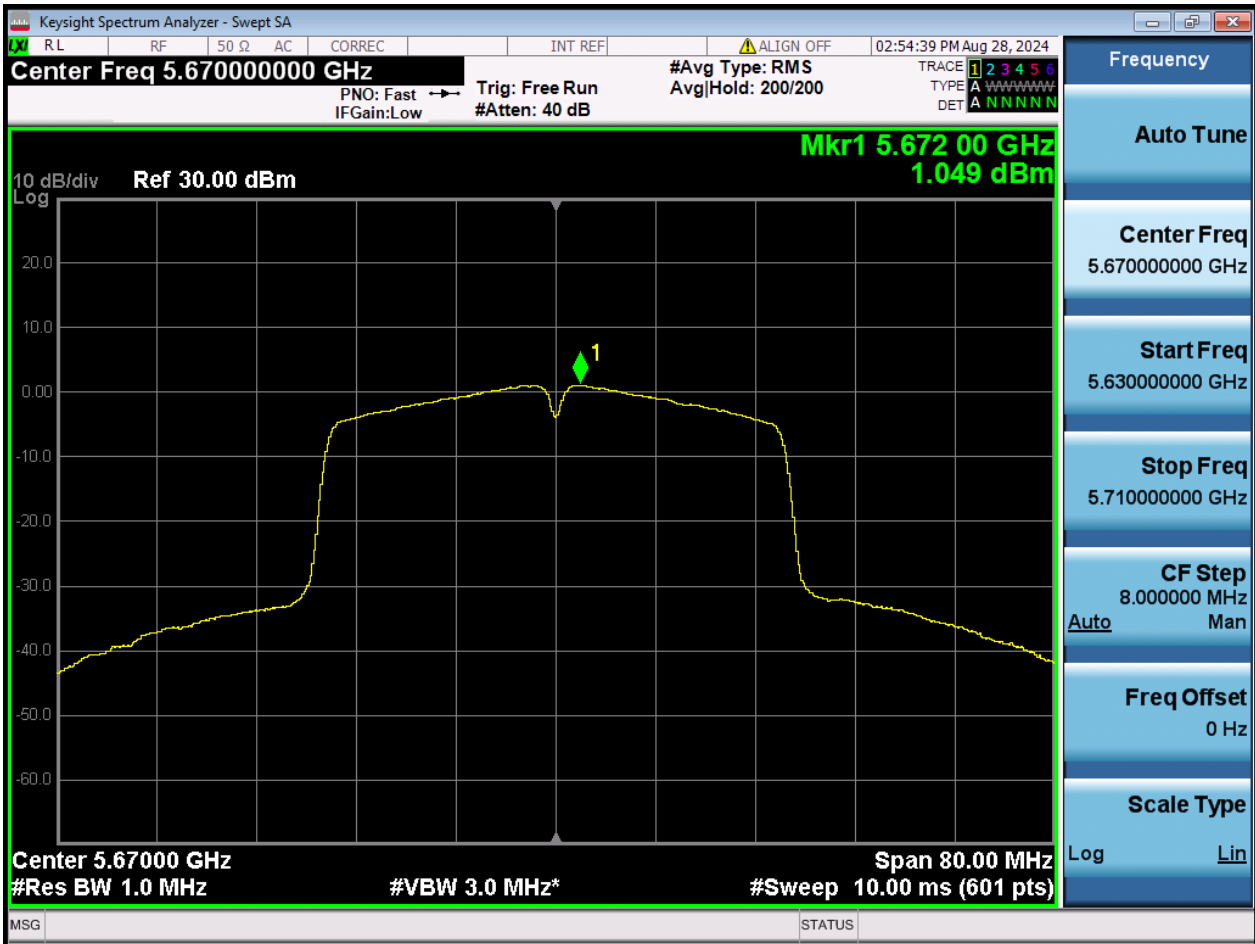 Keysight Spectrum Analyzer - Swept SA
LXI RL RF 50 Ω AC CORREC INT REF ALIGN OFF 02:54:39 PM Aug 28, 2024
Center Freq 5.670000000 GHz
PNO: Fast
IFGain:Low
Trig: Free Run
#Atten: 40 dB
#Avg Type: RMS
Avg|Hold: 200/200
TRACE 1 2 3 4 5 6
TYPE A WWWWW
DET A N N N N N
Mkr1 5.672 00 GHz
1.049 dBm
10 dB/div Ref 30.00 dBm
Log
20.0
10.0
0.00
-10.0
-20.0
-30.0
-40.0
-50.0
-60.0
1
Center 5.67000 GHz Span 80.00 MHz
#Res BW 1.0 MHz #VBW 3.0 MHz* #Sweep 10.00 ms (601 pts)
MSG STATUS
Frequency
Auto Tune
Center Freq
5.670000000 GHz
Start Freq
5.630000000 GHz
Stop Freq
5.710000000 GHz
CF Step
8.000000 MHz
Auto Man
Freq Offset
0 Hz
Scale Type
Log Lin